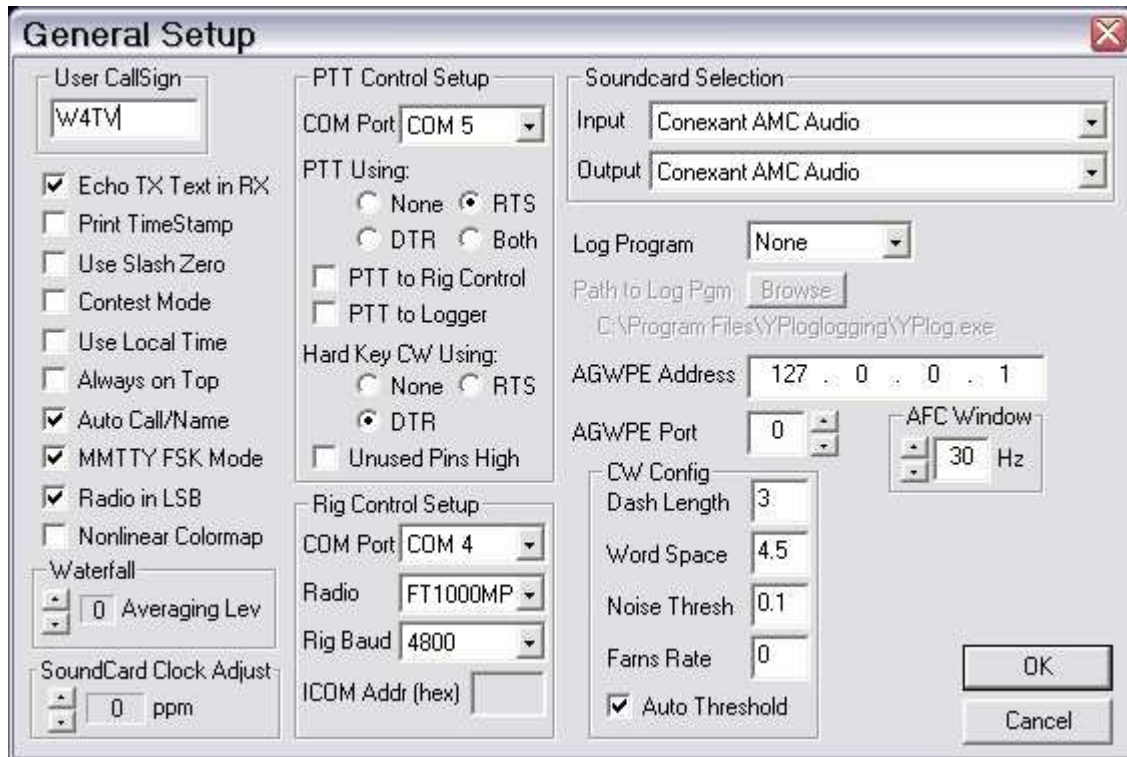 General Setup
User CallSign
W4TV
Echo TX Text in RX
Print TimeStamp
Use Slash Zero
Contest Mode
Use Local Time
Always on Top
Auto Call/Name
MMTTY FSK Mode
Radio in LSB
Nonlinear Colormap
Waterfall
0 Averaging Lev
SoundCard Clock Adjust
0 ppm
PTT Control Setup
COM Port COM 5
PTT Using:
None RTS
DTR Both
PTT to Rig Control
PTT to Logger
Hard Key CW Using:
None RTS
DTR
Unused Pins High
Rig Control Setup
COM Port COM 4
Radio FT1000MP
Rig Baud 4800
ICOM Addr (hex)
Soundcard Selection
Input Conexant AMC Audio
Output Conexant AMC Audio
Log Program None
Path to Log Pgm Browse
C:\Program Files\YPloglogging\YPlog.exe
AGWPE Address 127 . 0 . 0 . 1
AGWPE Port 0
AFC Window
30 Hz
CW Config
Dash Length 3
Word Space 4.5
Noise Thresh 0.1
Farns Rate 0
Auto Threshold
OK
Cancel